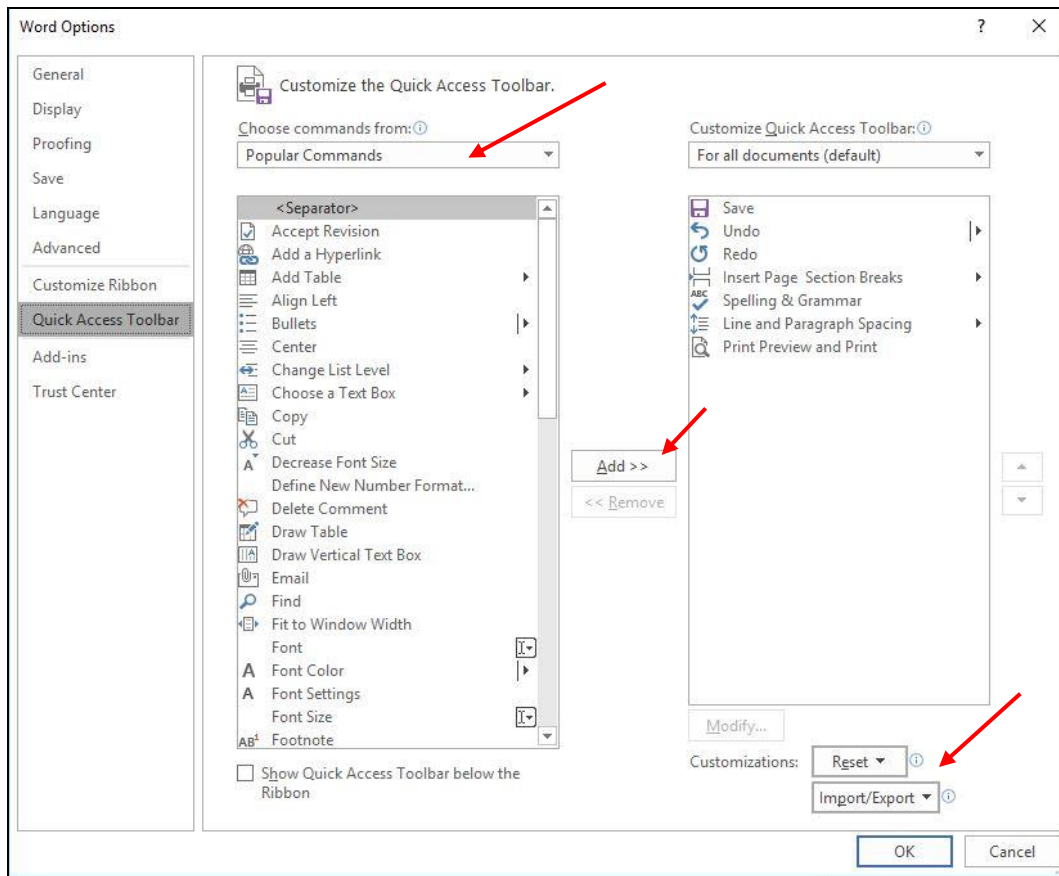 Word Options
?
General
Display
Proofing
Save
Language
Advanced
Customize Ribbon
Quick Access Toolbar
Add-ins
Trust Center
Customize the Quick Access Toolbar.
Choose commands from:
Popular Commands
<Separator>
Accept Revision
Add a Hyperlink
Add Table
Align Left
Bullets
Center
Change List Level
Choose a Text Box
Copy
Cut
Decrease Font Size
Define New Number Format...
Delete Comment
Draw Table
Draw Vertical Text Box
Email
Find
Fit to Window Width
Font
Font Color
Font Settings
Font Size
AB¹ Footnote
Show Quick Access Toolbar below the
Ribbon
Add >>
<< Remove
Customize Quick Access Toolbar:
For all documents (default)
Save
Undo
Redo
Insert Page Section Breaks
ABC
Spelling & Grammar
Line and Paragraph Spacing
Print Preview and Print
Modify...
Customizations:
Reset
Import/Export
OK
Cancel